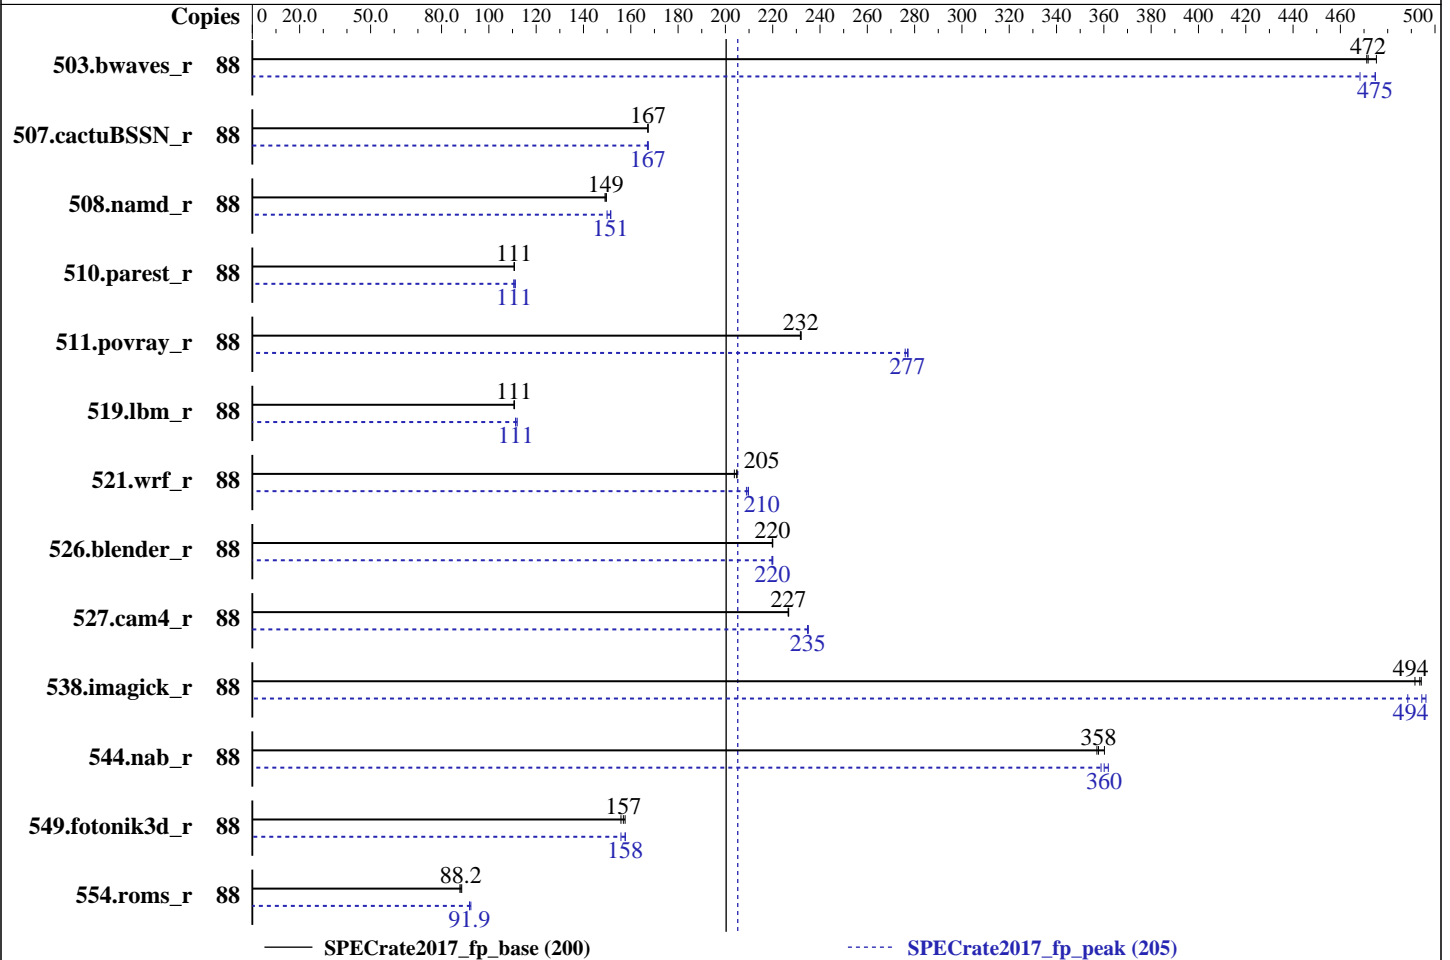 Copies 0 20.0 50.0 80.0 100 120 140 160 180 200 220 240 260 280 300 320 340 360 380 400 420 440 460 500
472
503.bwaves_r 88
475
167
507.cactuBSSN_r 88
167
149
508.namd_r 88
151
111
510.parest_r 88
111
232
511.povray_r 88
277
111
519.lbm_r 88
111
205
521.wrf_r 88
210
220
526.blender_r 88
220
227
527.cam4_r 88
235
494
538.imagick_r 88
494
358
544.nab_r 88
360
157
549.fotonik3d_r 88
158
88.2
554.roms_r 88
91.9
SPECrate2017_fp_base (200) SPECrate2017_fp_peak (205)